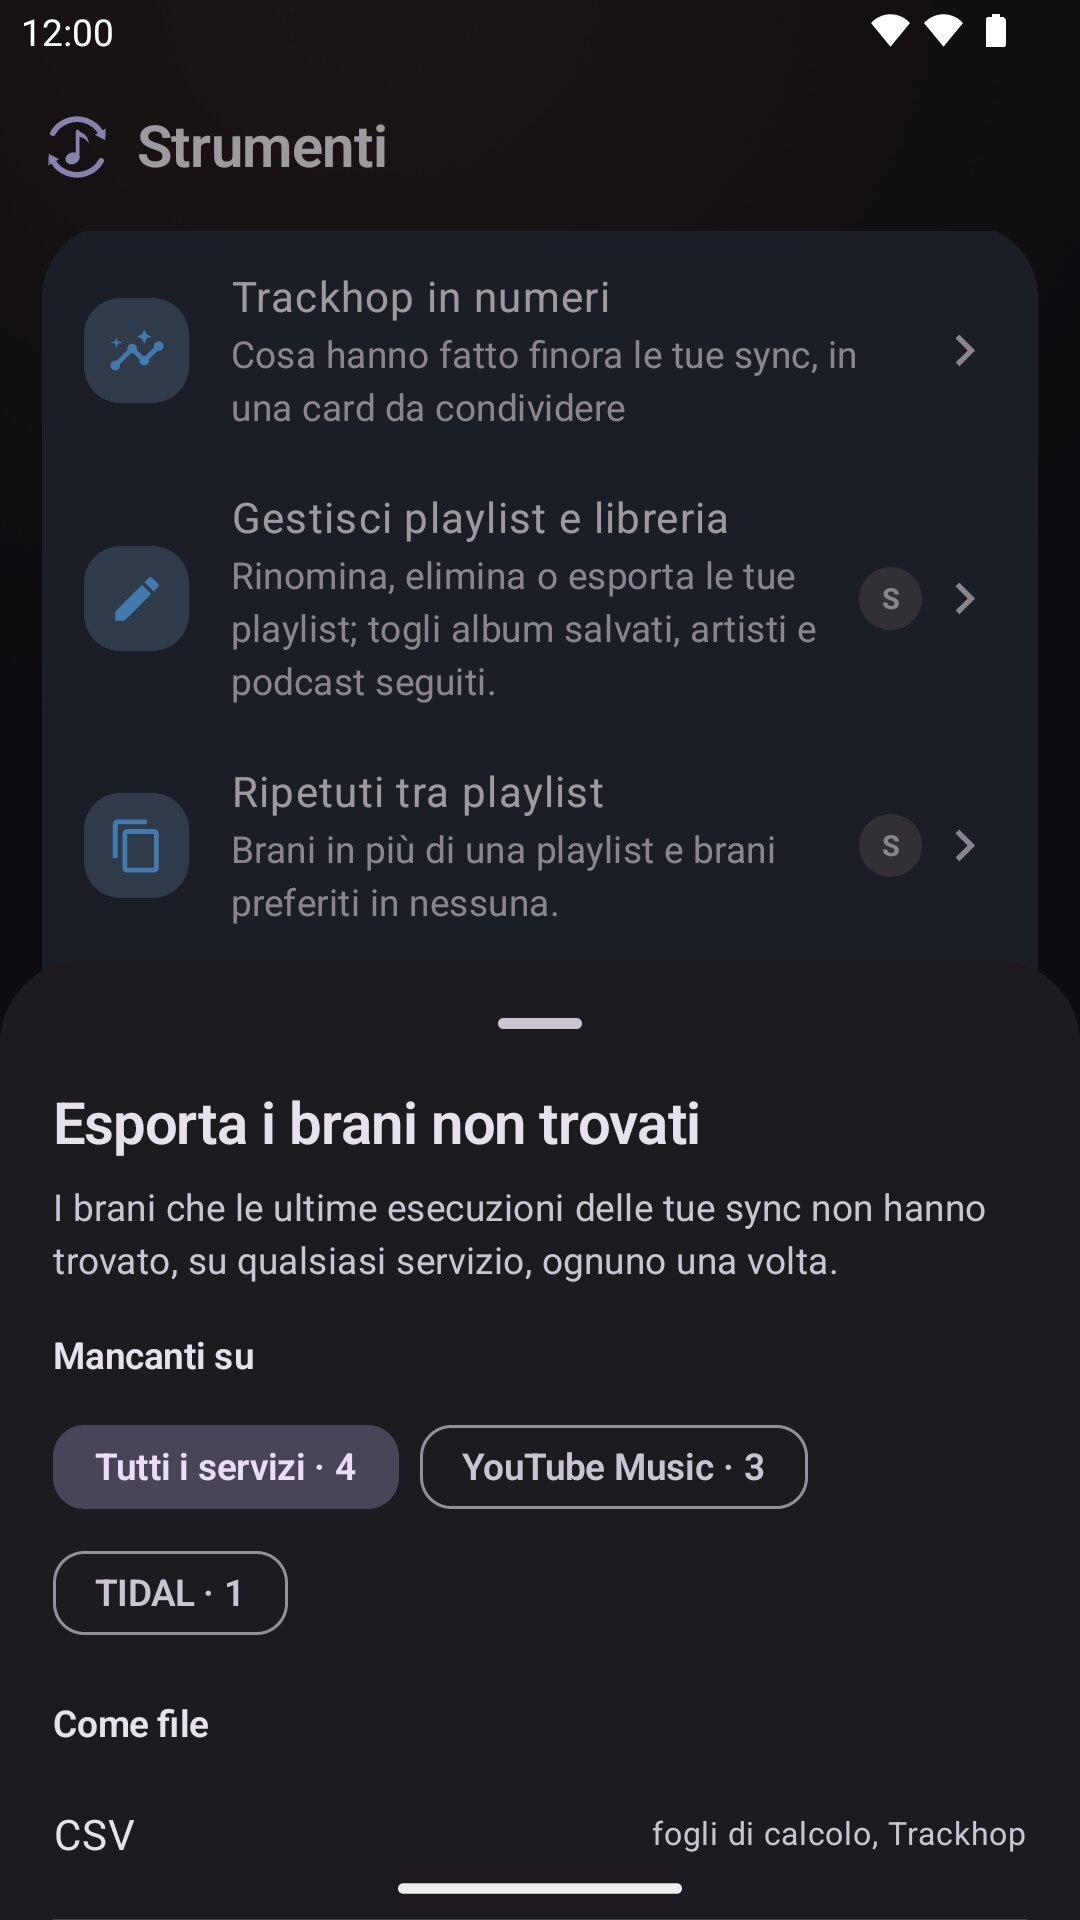 12:00
Strumenti
Trackhop in numeri
Cosa hanno fatto finora le tue sync, in
una card da condividere
Gestisci playlist e libreria
Rinomina, elimina o esporta le tue
playlist; togli album salvati, artisti e
podcast seguiti.
S
Ripetuti tra playlist
Brani in più di una playlist e brani
preferiti in nessuna.
S
Esporta i brani non trovati
I brani che le ultime esecuzioni delle tue sync non hanno
trovato, su qualsiasi servizio, ognuno una volta.
Mancanti su
Tutti i servizi · 4
YouTube Music · 3
TIDAL · 1
Come file
CSV
fogli di calcolo, Trackhop